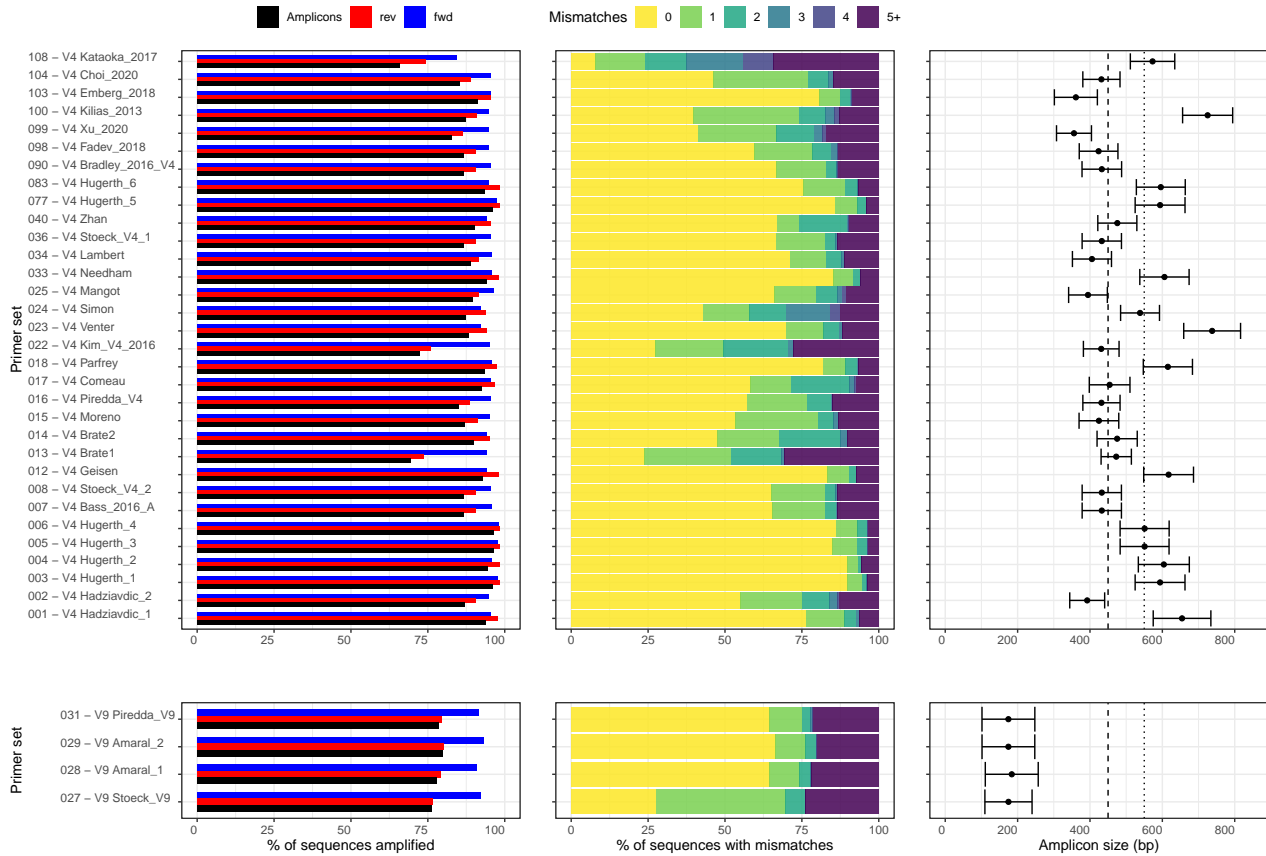 Amplicons rev fwd Mismatches 0 1 2 3 4 5+
Primer set
108 – V4 Kataoka_2017
104 – V4 Choi_2020
103 – V4 Emberg_2018
100 – V4 Kilias_2013
099 – V4 Xu_2020
098 – V4 Fadev_2018
090 – V4 Bradley_2016_V4
083 – V4 Hugerth_6
077 – V4 Hugerth_5
040 – V4 Zhan
036 – V4 Stoeck_V4_1
034 – V4 Lambert
033 – V4 Needham
025 – V4 Mangot
024 – V4 Simon
023 – V4 Venter
022 – V4 Kim_V4_2016
018 – V4 Parfrey
017 – V4 Comeau
016 – V4 Piredda_V4
015 – V4 Moreno
014 – V4 Brate2
013 – V4 Brate1
012 – V4 Geisen
008 – V4 Stoeck_V4_2
007 – V4 Bass_2016_A
006 – V4 Hugerth_4
005 – V4 Hugerth_3
004 – V4 Hugerth_2
003 – V4 Hugerth_1
002 – V4 Hadziavdic_2
001 – V4 Hadziavdic_1
0 25 50 75 100 0 25 50 75 100 0 200 400 600 800
Primer set
031 – V9 Piredda_V9
029 – V9 Amaral_2
028 – V9 Amaral_1
027 – V9 Stoeck_V9
0 25 50 75 100 0 25 50 75 100 0 200 400 600 800
% of sequences amplified % of sequences with mismatches Amplicon size (bp)